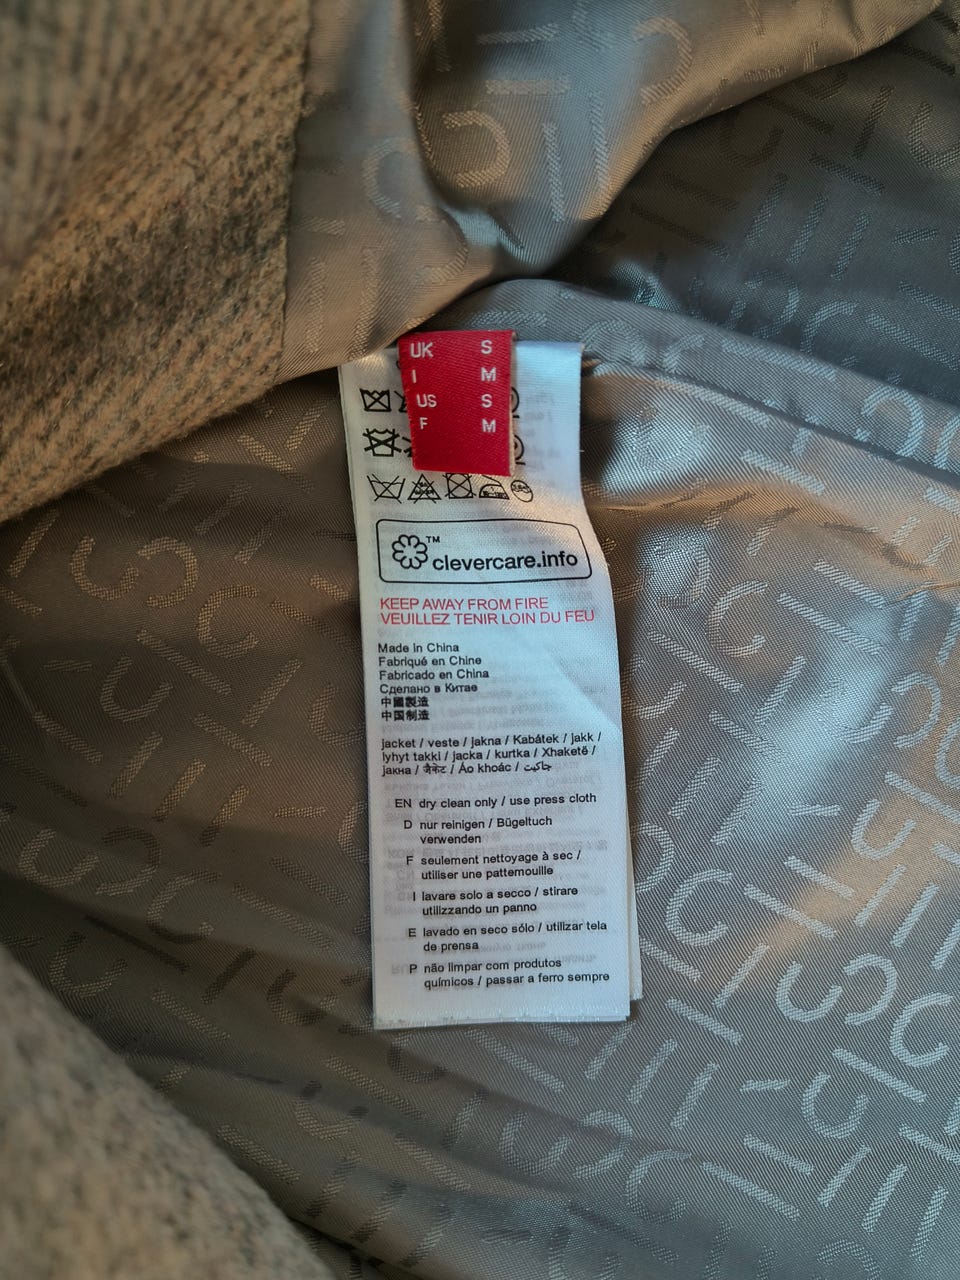 UK S
I M
US S
F M
TM
clevercare.info
KEEP AWAY FROM FIRE
VEUILLEZ TENIR LOIN DU FEU
Made in China
Fabriqué en Chine
Fabricado en China
Сделано в Китае
中國製造
中国制造
jacket / veste / jakna / Kabátek / jakk /
lyhyt takki / jacka / kurtka / Xhaketë /
јакна / जैकेट / Áo khoác / جاكيت
EN dry clean only / use press cloth
D nur reinigen / Bügeltuch
verwenden
F seulement nettoyage à sec /
utiliser une pattemouille
I lavare solo a secco / stirare
utilizzando un panno
E lavado en seco sólo / utilizar tela
de prensa
P não limpar com produtos
químicos / passar a ferro sempre